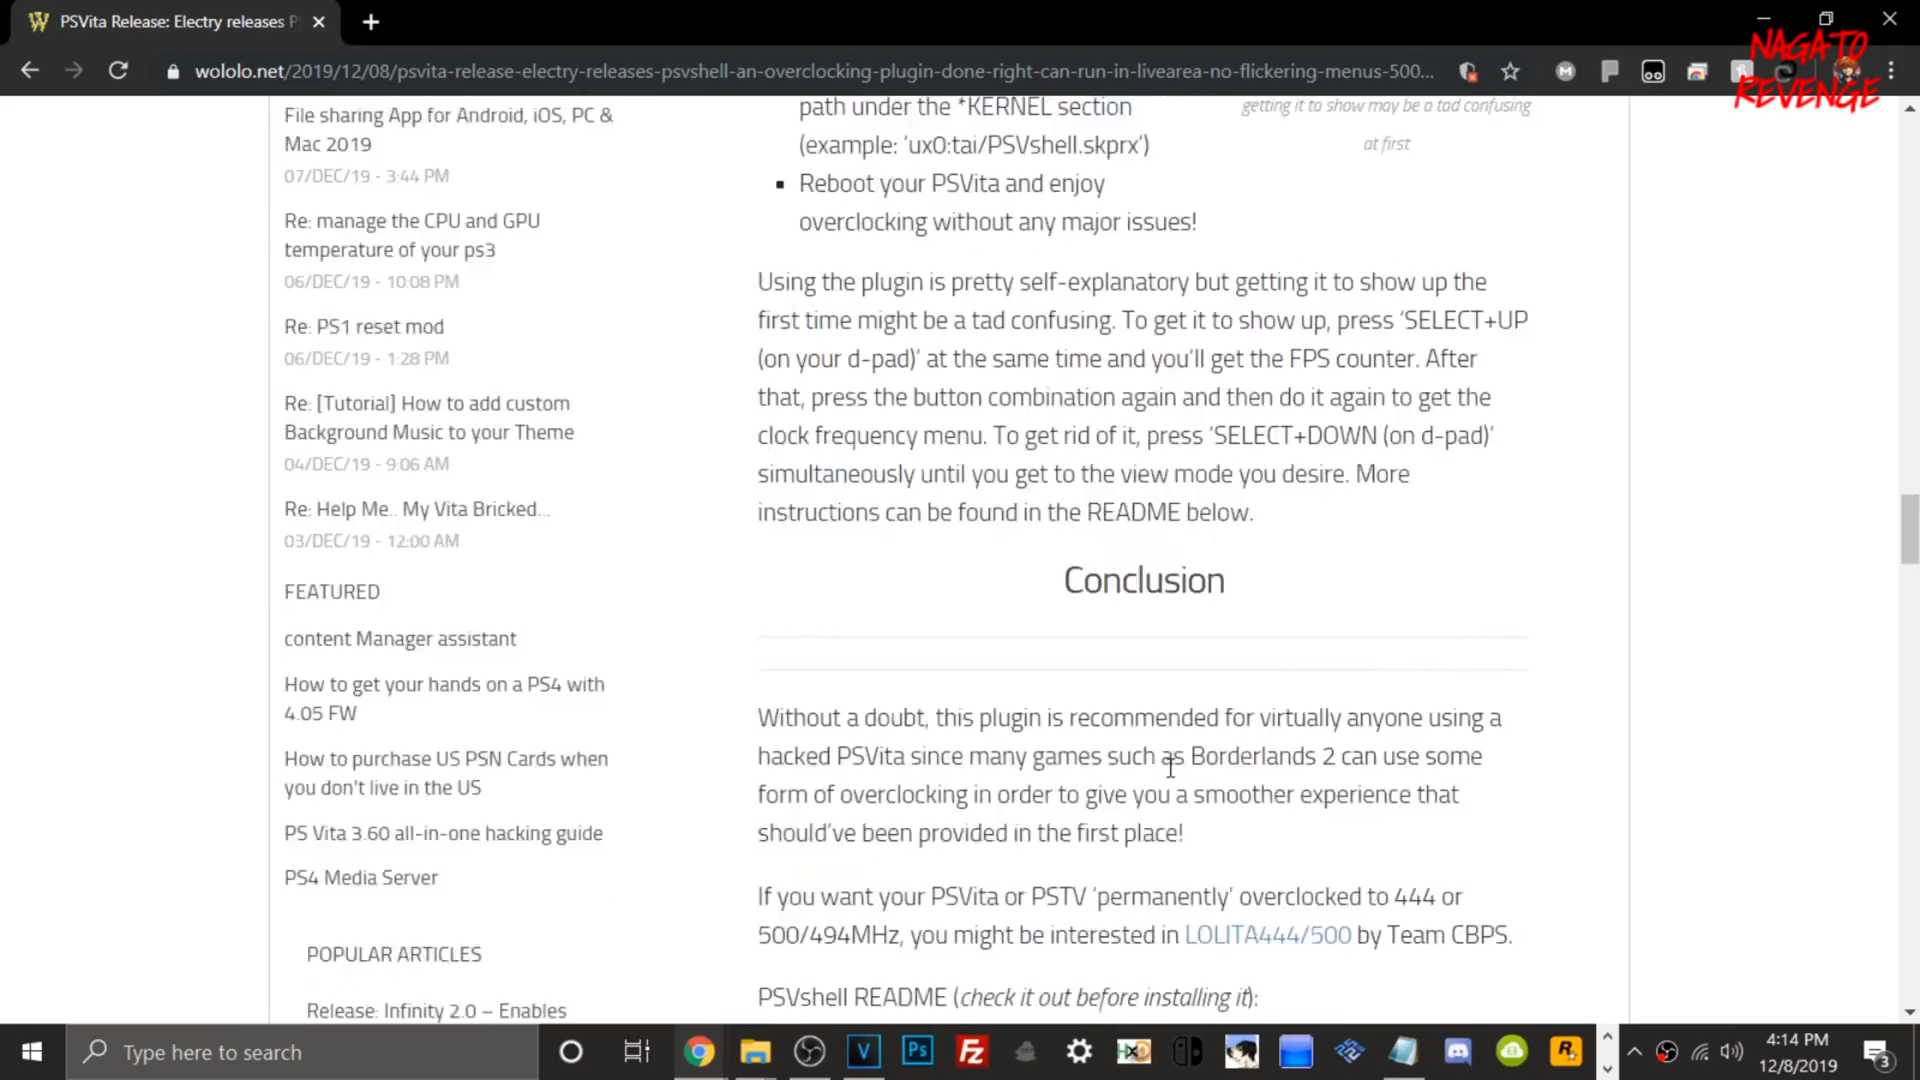 PSVita Release: Electry releases P
NAGATO
REVENGE
wololo.net/2019/12/08/psvita-release-electry-releases-psvshell-an-overclocking-plugin-done-right-can-run-in-livearea-no-flickering-menus-500...
File sharing App for Android, iOS, PC &
Mac 2019
07/DEC/19 - 3:44 PM
Re: manage the CPU and GPU
temperature of your ps3
06/DEC/19 - 10:08 PM
Re: PS1 reset mod
06/DEC/19 - 1:28 PM
Re: [Tutorial] How to add custom
Background Music to your Theme
04/DEC/19 - 9:06 AM
Re: Help Me.. My Vita Bricked...
03/DEC/19 - 12:00 AM
FEATURED
content Manager assistant
How to get your hands on a PS4 with
4.05 FW
How to purchase US PSN Cards when
you don't live in the US
PS Vita 3.60 all-in-one hacking guide
PS4 Media Server
POPULAR ARTICLES
Release: Infinity 2.0 – Enables
path under the *KERNEL section
(example: ‘ux0:tai/PSVshell.skprx’)
▪ Reboot your PSVita and enjoy
overclocking without any major issues!
getting it to show may be a tad confusing
at first
Using the plugin is pretty self-explanatory but getting it to show up the
first time might be a tad confusing. To get it to show up, press ‘SELECT+UP
(on your d-pad)’ at the same time and you’ll get the FPS counter. After
that, press the button combination again and then do it again to get the
clock frequency menu. To get rid of it, press ‘SELECT+DOWN (on d-pad)’
simultaneously until you get to the view mode you desire. More
instructions can be found in the README below.
Conclusion
Without a doubt, this plugin is recommended for virtually anyone using a
hacked PSVita since many games such as Borderlands 2 can use some
form of overclocking in order to give you a smoother experience that
should’ve been provided in the first place!
If you want your PSVita or PSTV ‘permanently’ overclocked to 444 or
500/494MHz, you might be interested in LOLITA444/500 by Team CBPS.
PSVshell README (check it out before installing it):
Type here to search
4:14 PM
12/8/2019
3